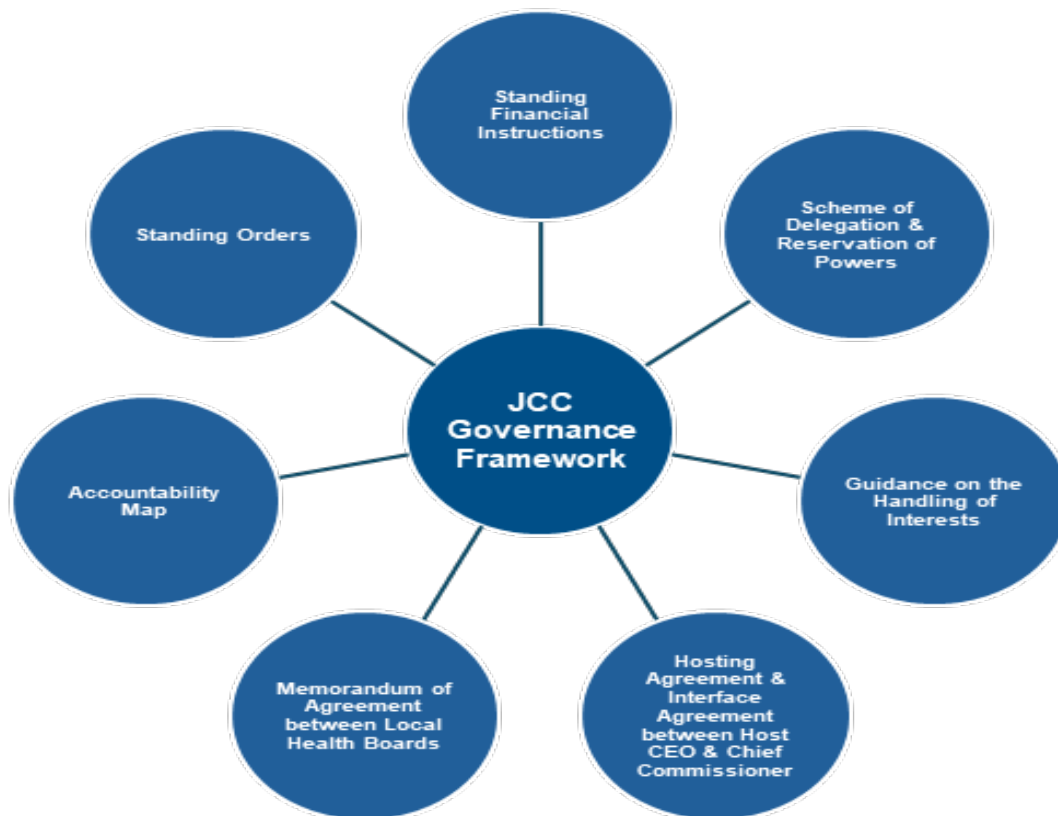 Standing
Financial
Instructions
Scheme of
Delegation &
Reservation of
Powers
Guidance on the
Handling of
Interests
Hosting
Agreement &
Interface
Agreement
between Host
CEO & Chief
Commissioner
Memorandum of
Agreement
between Local
Health Boards
Accountability
Map
Standing Orders
JCC
Governance
Framework